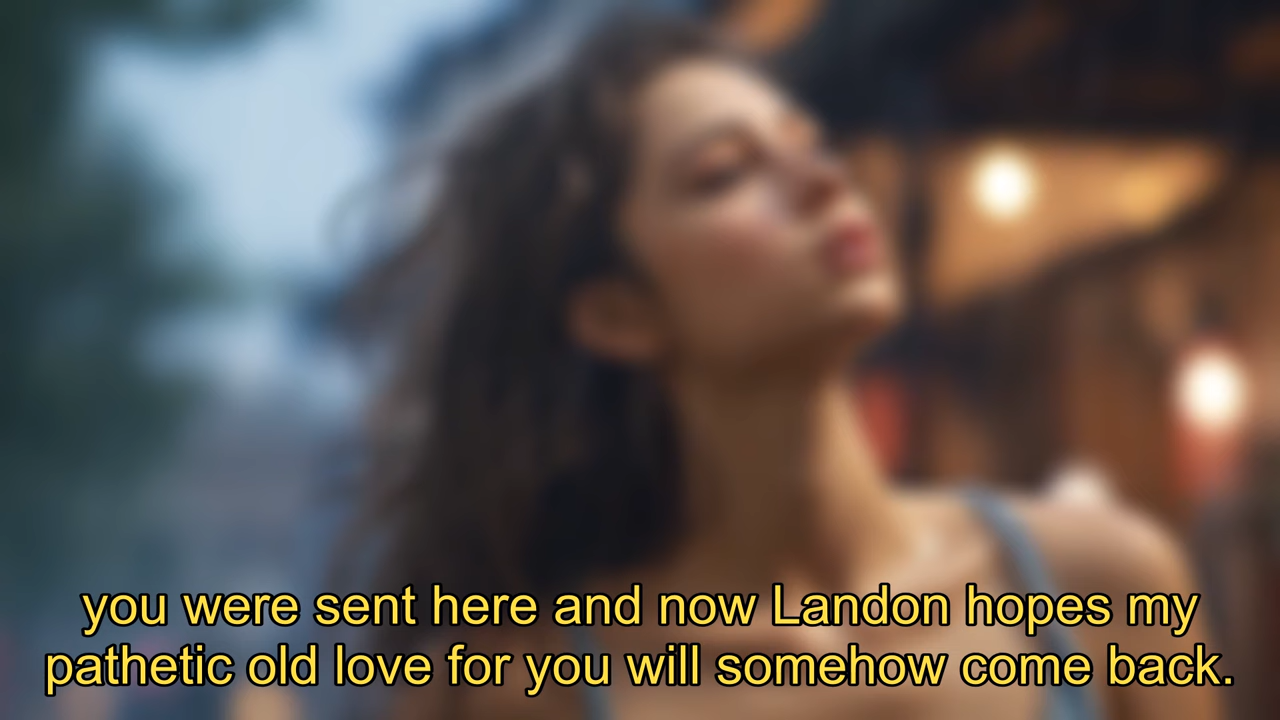 you were sent here and now Landon hopes my
pathetic old love for you will somehow come back.